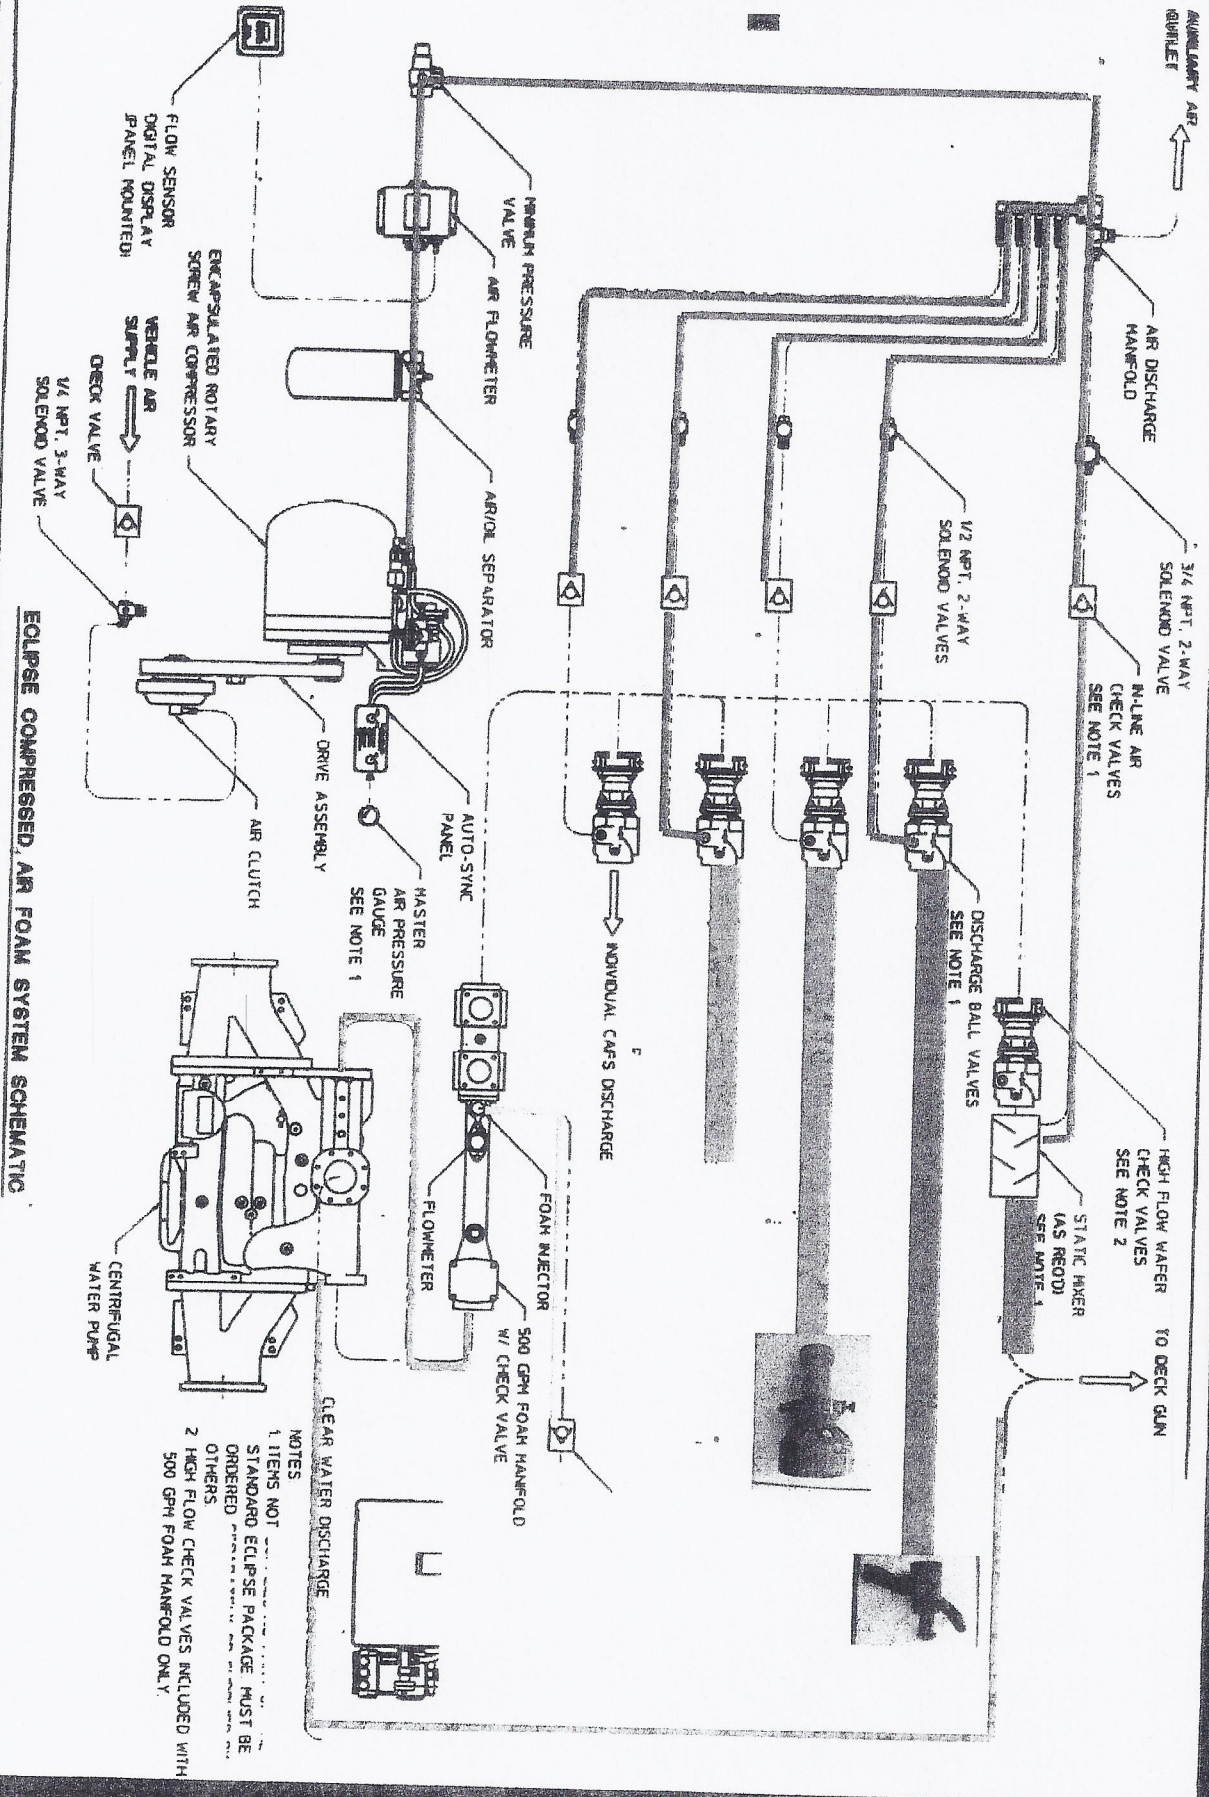 AUXILIARY AIR
OUTLET
AIR DISCHARGE
MANIFOLD
3/4 NPT. 2-WAY
SOLENOID VALVE
IN-LINE AIR
CHECK VALVES
SEE NOTE 1
HIGH FLOW WAFER
CHECK VALVES
SEE NOTE 2
TO DECK GUN
STATIC MIXER
(AS REQ'D)
SEE NOTE 1
1/2 NPT. 2-WAY
SOLENOID VALVES
DISCHARGE BALL VALVES
SEE NOTE 1
INDIVIDUAL CAFS DISCHARGE
MINIMUM PRESSURE
VALVE
AIR FLOWMETER
AIR/OIL SEPARATOR
AUTO-SYNC
PANEL
MASTER
AIR PRESSURE
GAUGE
SEE NOTE 1
FOAM INJECTOR
FLOWMETER
500 GPM FOAM MANIFOLD
W/ CHECK VALVE
FLOW SENSOR
DIGITAL DISPLAY
(PANEL MOUNTED)
ENCAPSULATED ROTARY
SCREW AIR COMPRESSOR
VEHICLE AIR
SUPPLY
CHECK VALVE
1/4 NPT. 3-WAY
SOLENOID VALVE
DRIVE ASSEMBLY
AIR CLUTCH
CENTRIFUGAL
WATER PUMP
CLEAR WATER DISCHARGE
NOTES
1. ITEMS NOT
STANDARD ECLIPSE PACKAGE MUST BE
ORDERED
OTHERS.
2 HIGH FLOW CHECK VALVES INCLUDED WITH
500 GPM FOAM MANIFOLD ONLY.
ECLIPSE COMPRESSED AIR FOAM SYSTEM SCHEMATIC